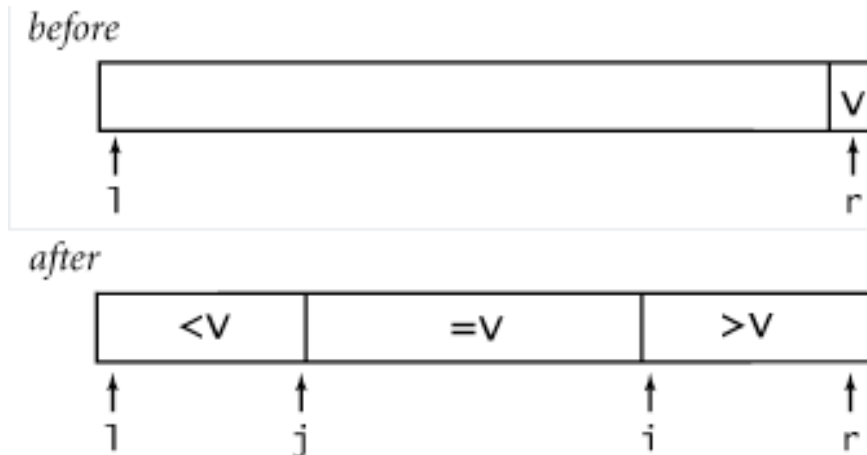 before
v
l r
after
<v =v >v
l j i r